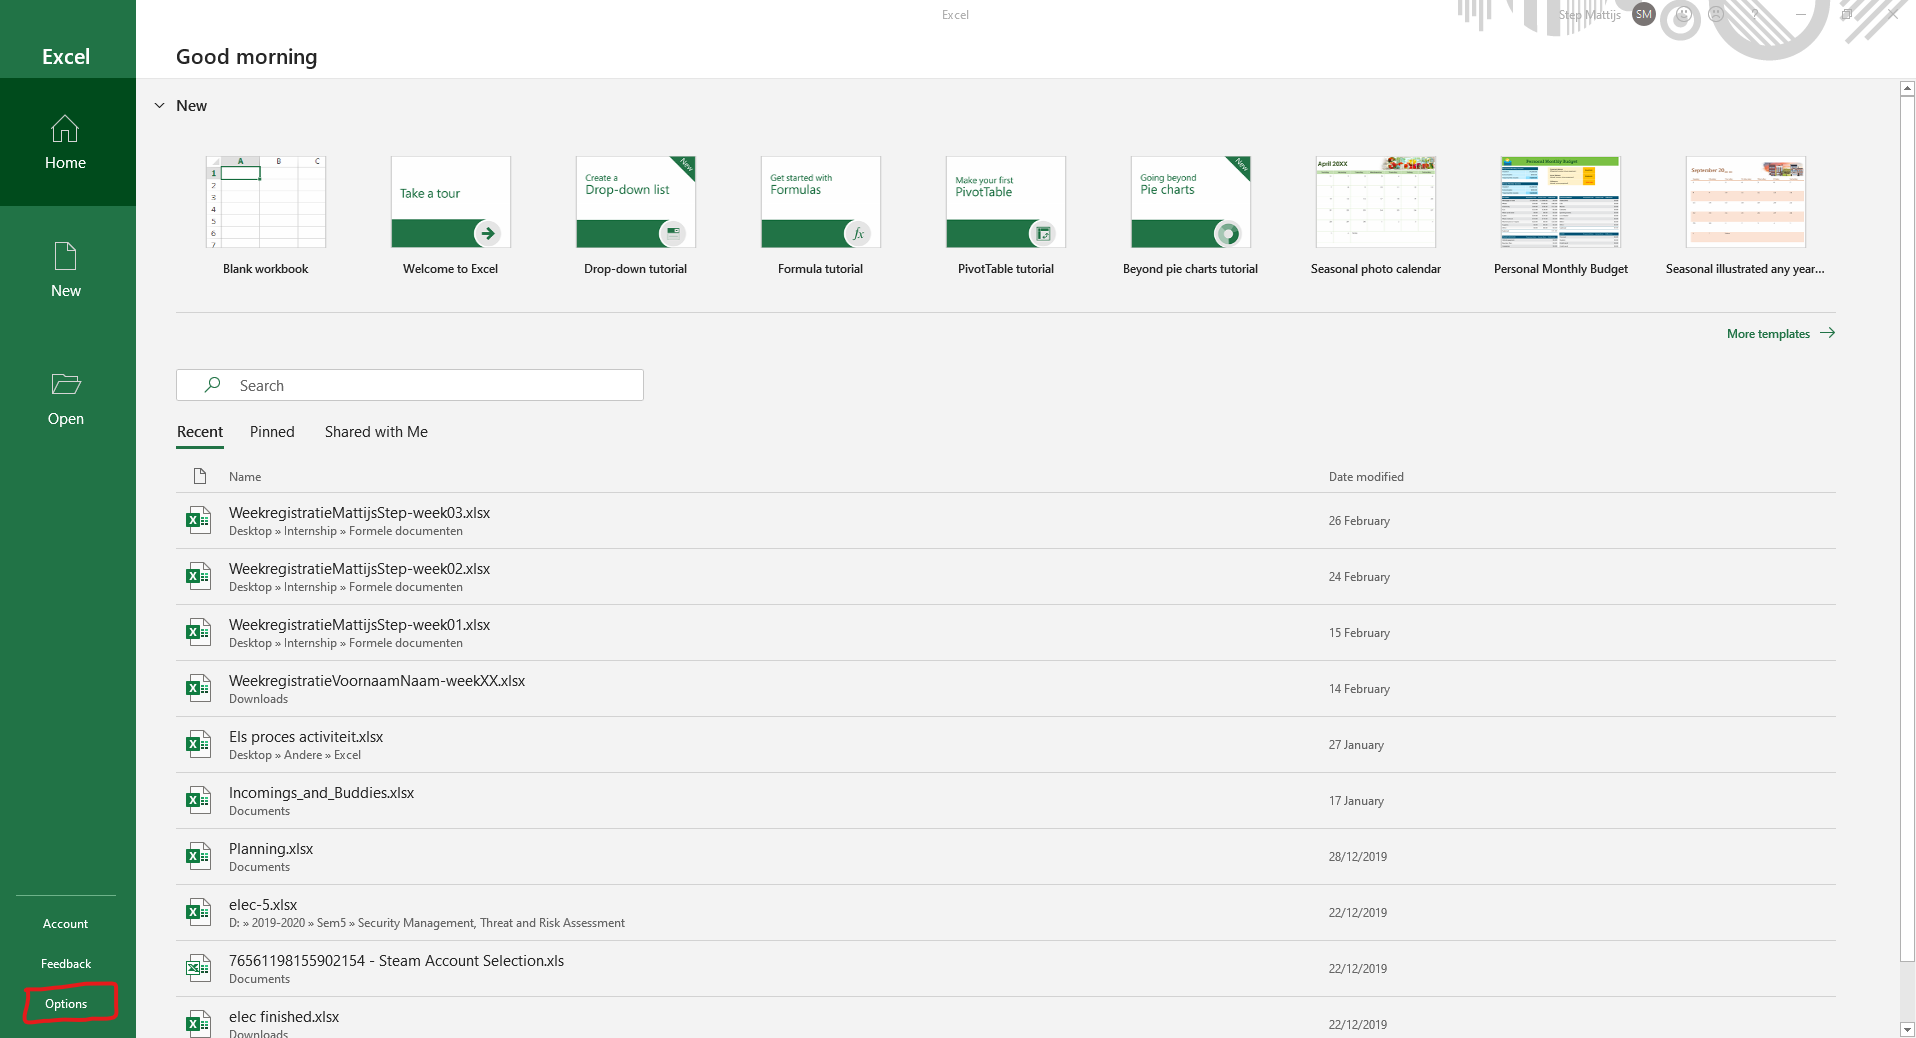 Excel
Step Mattijs SM ?
Excel
Good morning
Home
New
Open
Account
Feedback
Options
New
A B C
1
2
3
4
5
6
7
Take a tour
Create a
Drop-down list
New
Get started with
Formulas
fx
Make your first
PivotTable
Going beyond
Pie charts
New
April 20XX
Personal Monthly Budget
Blank workbook
Welcome to Excel
Drop-down tutorial
Formula tutorial
PivotTable tutorial
Beyond pie charts tutorial
Seasonal photo calendar
Personal Monthly Budget
Seasonal illustrated any year...
More templates
Search
Recent Pinned Shared with Me
Name Date modified
WeekregistratieMattijsStep-week03.xlsx
Desktop » Internship » Formele documenten
26 February
WeekregistratieMattijsStep-week02.xlsx
Desktop » Internship » Formele documenten
24 February
WeekregistratieMattijsStep-week01.xlsx
Desktop » Internship » Formele documenten
15 February
WeekregistratieVoornaamNaam-weekXX.xlsx
Downloads
14 February
Els proces activiteit.xlsx
Desktop » Andere » Excel
27 January
Incomings_and_Buddies.xlsx
Documents
17 January
Planning.xlsx
Documents
28/12/2019
elec-5.xlsx
D: » 2019-2020 » Sem5 » Security Management, Threat and Risk Assessment
22/12/2019
76561198155902154 - Steam Account Selection.xls
Documents
22/12/2019
elec finished.xlsx
Downloads
22/12/2019